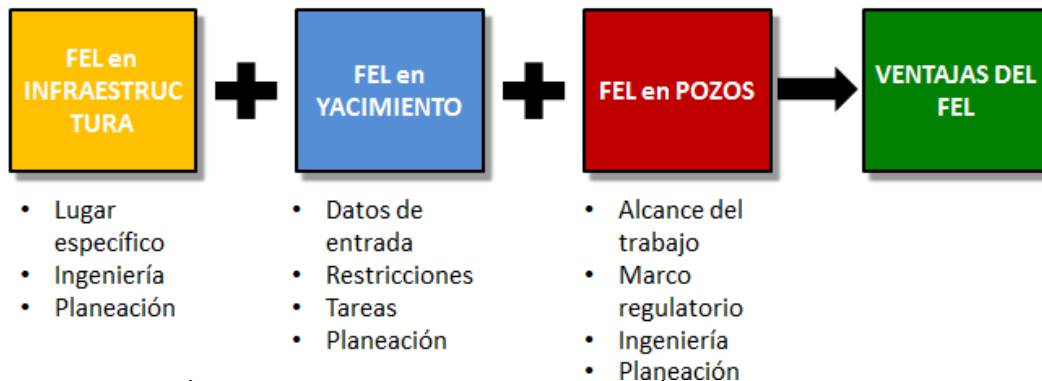 FEL en
INFRAESTRUC
TURA
FEL en
YACIMIENTO
FEL en POZOS
VENTAJAS DEL
FEL
• Lugar
específico
• Ingeniería
• Planeación
• Datos de
entrada
• Restricciones
• Tareas
• Planeación
• Alcance del
trabajo
• Marco
regulatorio
• Ingeniería
• Planeación